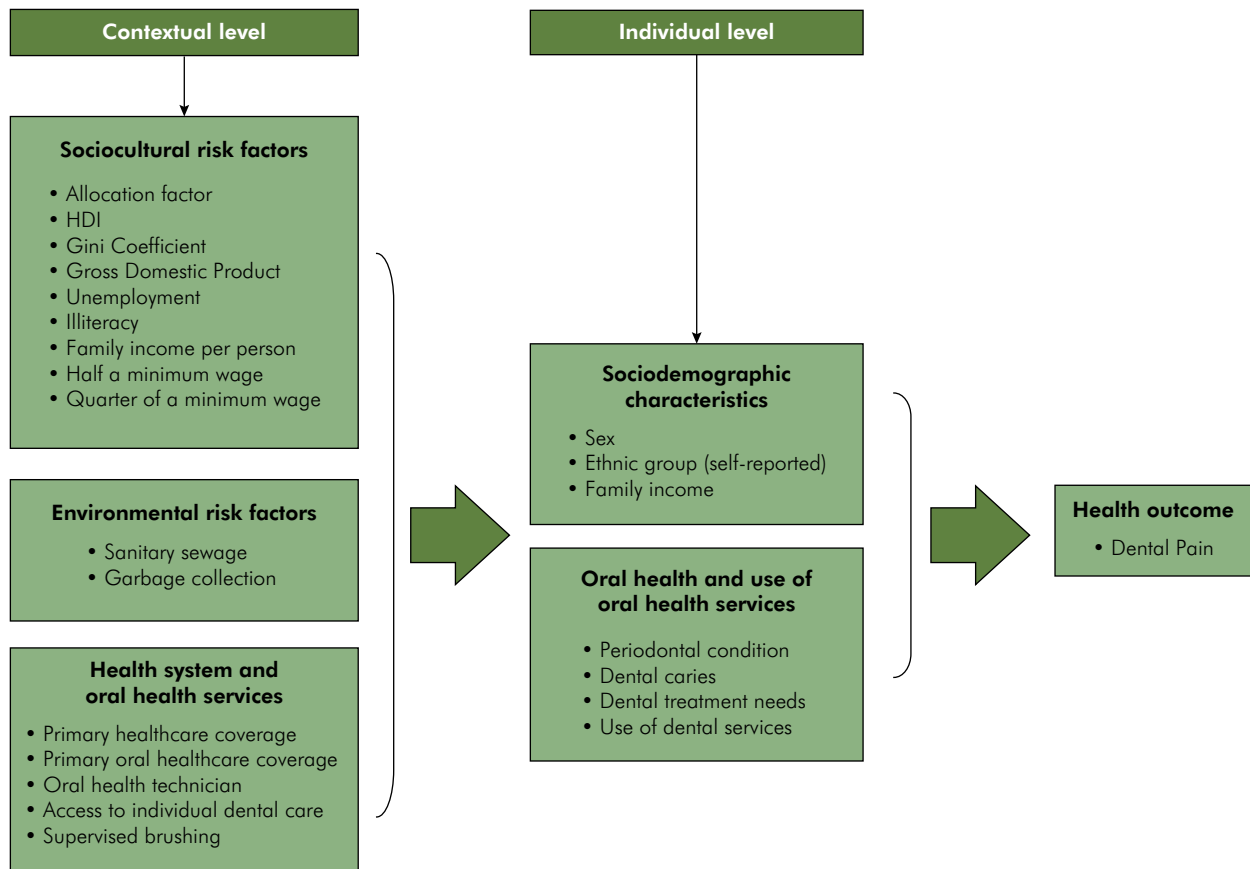 Contextual level
Sociocultural risk factors
• Allocation factor
• HDI
• Gini Coefficient
• Gross Domestic Product
• Unemployment
• Illiteracy
• Family income per person
• Half a minimum wage
• Quarter of a minimum wage
Environmental risk factors
• Sanitary sewage
• Garbage collection
Health system and
oral health services
• Primary healthcare coverage
• Primary oral healthcare coverage
• Oral health technician
• Access to individual dental care
• Supervised brushing
Individual level
Sociodemographic
characteristics
• Sex
• Ethnic group (self-reported)
• Family income
Oral health and use of
oral health services
• Periodontal condition
• Dental caries
• Dental treatment needs
• Use of dental services
Health outcome
• Dental Pain